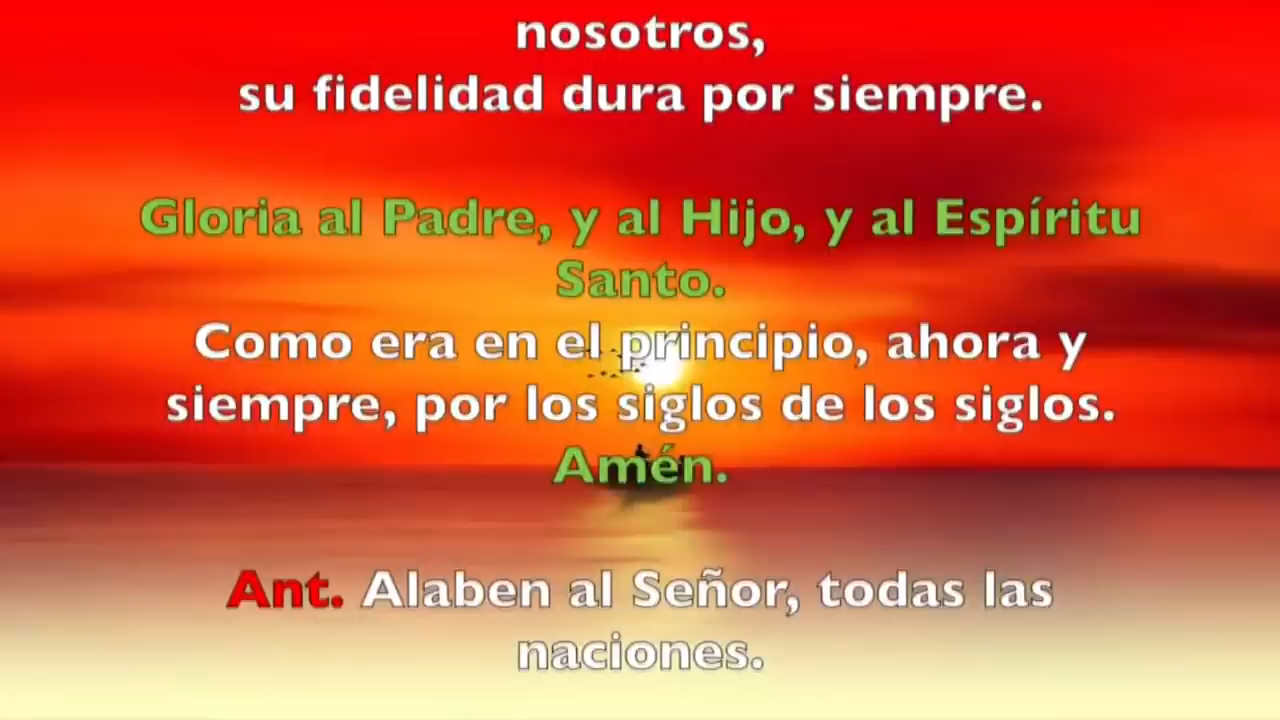 nosotros,
su fidelidad dura por siempre.
Gloria al Padre, y al Hijo, y al Espíritu
Santo.
Como era en el principio, ahora y
siempre, por los siglos de los siglos.
Amén.
Ant. Alaben al Señor, todas las
naciones.